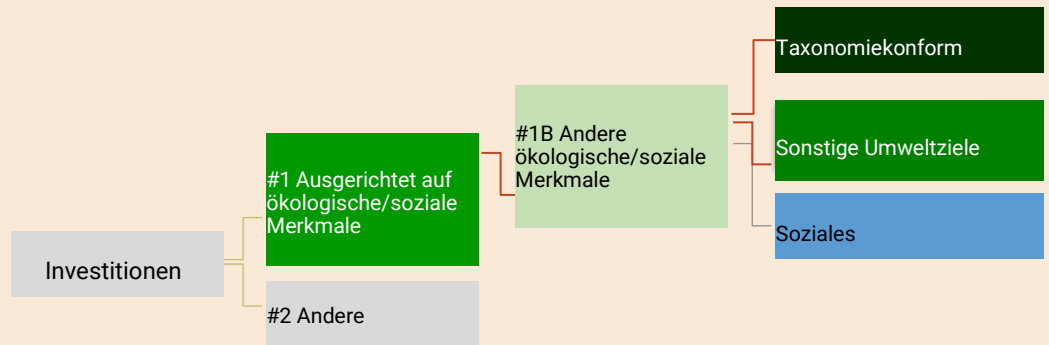 Investitionen
#1 Ausgerichtet auf
ökologische/soziale
Merkmale
#2 Andere
#1B Andere
ökologische/soziale
Merkmale
Taxonomiekonform
Sonstige Umweltziele
Soziales